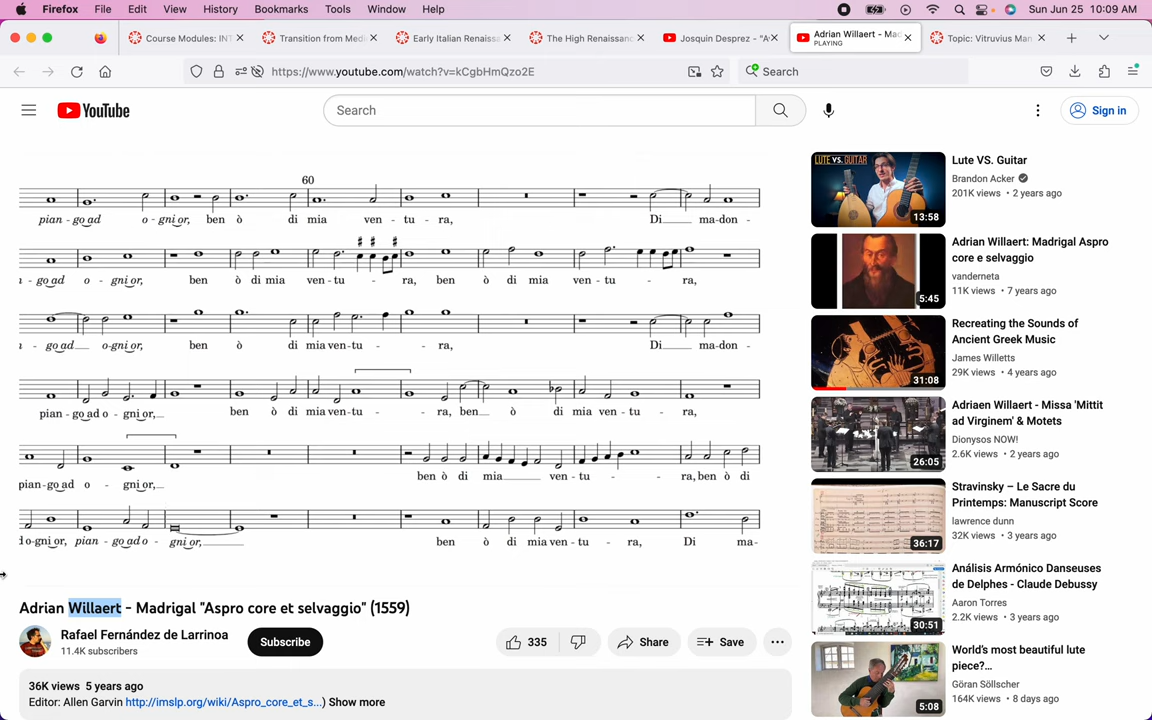 Firefox File Edit View History Bookmarks Tools Window Help Sun Jun 25 10:09 AM
Course Modules: INT Transition from Medi Early Italian Renaissa The High Renaissanc Josquin Desprez - "Av Adrian Willaert - Mad Topic: Vitruvius Man
PLAYING
https://www.youtube.com/watch?v=kCgbHmQzo2E Search
YouTube Search Sign in
60
pian - go ad o - gni or, ben ò di mia ven - tu - ra, Di ma-don -
- go ad o - gni or, ben ò di mia ven - tu - ra, ben ò di mia ven - tu - ra,
- go ad o-gni or, ben ò di mia ven-tu - ra, Di ma-don-
pian-go ad o-gni or, ben ò di mia ven-tu - ra, ben ò di mia ven - tu - ra,
pian-go ad o - gni or, ben ò di mia ven - tu - ra, ben ò di
o-gni or, pian-go ad o - gni or, ben ò di mia ven-tu - ra, Di ma-
Adrian Willaert - Madrigal "Aspro core et selvaggio" (1559)
Rafael Fernández de Larrinoa
11.4K subscribers
Subscribe
335 Share Save
36K views 5 years ago
Editor: Allen Garvin http://imslp.org/wiki/Aspro_core_et_s...) Show more
LUTE VS. GUITAR
13:58
Lute VS. Guitar
Brandon Acker
201K views • 2 years ago
5:45
Adrian Willaert: Madrigal Aspro
core e selvaggio
vanderneta
11K views • 7 years ago
31:08
Recreating the Sounds of
Ancient Greek Music
James Willetts
29K views • 4 years ago
26:05
Adriaen Willaert - Missa 'Mittit
ad Virginem' & Motets
Dionysos NOW!
2.6K views • 2 years ago
36:17
Stravinsky – Le Sacre du
Printemps: Manuscript Score
lawrence dunn
32K views • 3 years ago
30:51
Análisis Armónico Danseuses
de Delphes - Claude Debussy
Aaron Torres
2.2K views • 3 years ago
5:08
World's most beautiful lute
piece?...
Göran Söllscher
164K views • 8 days ago